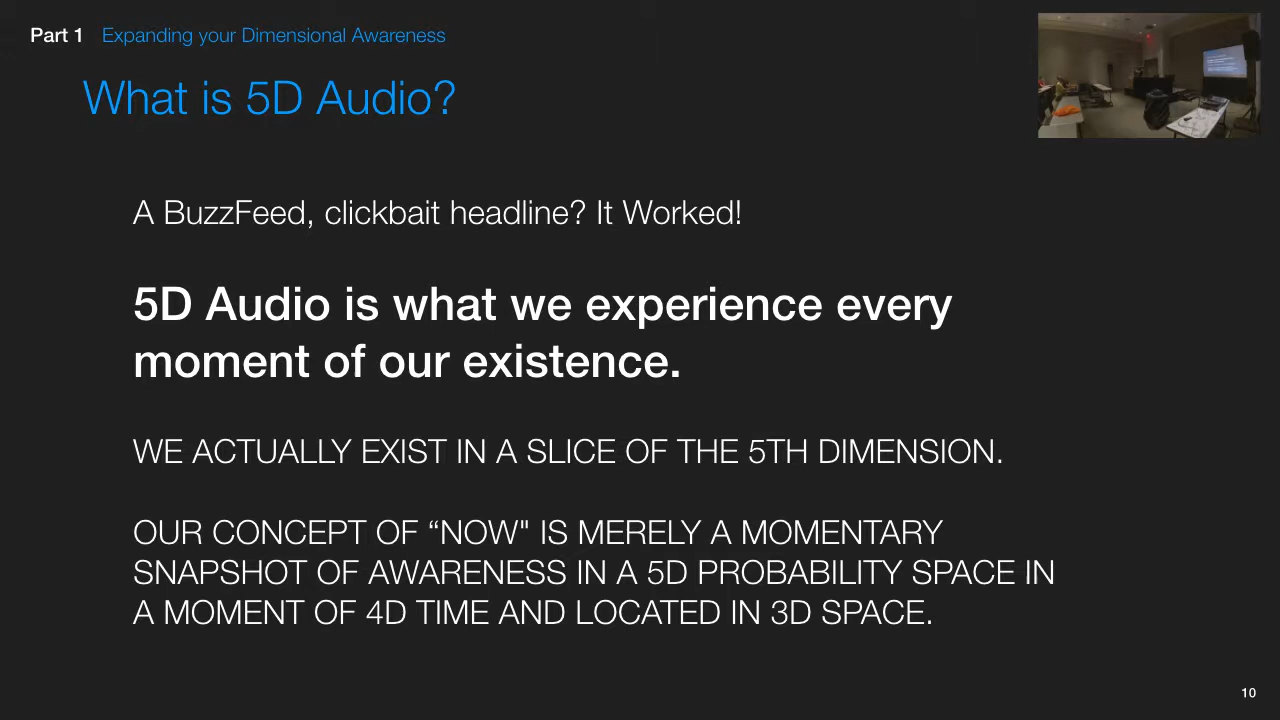 Part 1 Expanding your Dimensional Awareness
What is 5D Audio?
A BuzzFeed, clickbait headline? It Worked!
5D Audio is what we experience every
moment of our existence.
WE ACTUALLY EXIST IN A SLICE OF THE 5TH DIMENSION.
OUR CONCEPT OF “NOW" IS MERELY A MOMENTARY
SNAPSHOT OF AWARENESS IN A 5D PROBABILITY SPACE IN
A MOMENT OF 4D TIME AND LOCATED IN 3D SPACE.
10